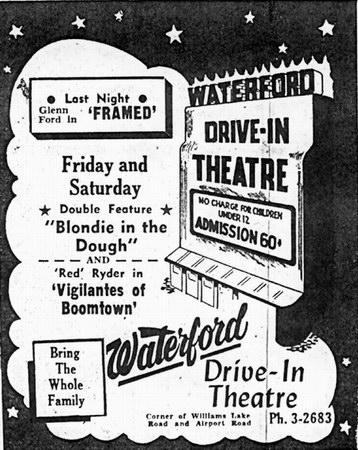 ● Last Night ●
Glenn Ford in 'FRAMED'
Friday and
Saturday
★ Double Feature ★
"Blondie in the
Dough"
— AND —
'Red' Ryder in
'Vigilantes of
Boomtown'
WATERFORD
DRIVE-IN
THEATRE
NO CHARGE FOR CHILDREN
UNDER 12
ADMISSION 60¢
Bring
The
Whole
Family
Waterford
Drive-In
Theatre
Corner of Williams Lake
Road and Airport Road
Ph. 3-2683